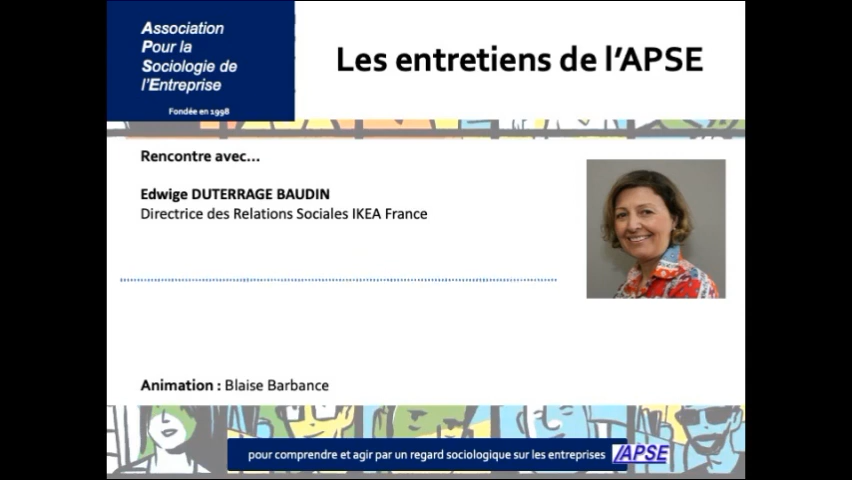 Association
Pour la
Sociologie de
l'Entreprise
Fondée en 1998
Les entretiens de l'APSE
Rencontre avec...
Edwige DUTERRAGE BAUDIN
Directrice des Relations Sociales IKEA France
Animation : Blaise Barbance
pour comprendre et agir par un regard sociologique sur les entreprises
APSE